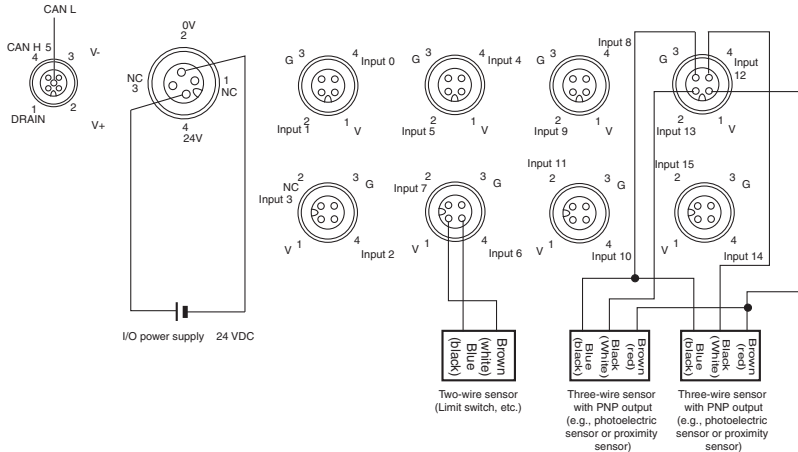 CAN L
CAN H 5
4
3
V-
1
2
DRAIN
V+
0V
2
NC
3
1
NC
4
24V
I/O power supply 24 VDC
G 3
4
Input 0
2
Input 1
1
V
G 3
4
Input 4
2
Input 5
1
V
G 3
4
2
Input 9
1
V
Input 8
3
G
4
Input
12
2
Input 13
1
V
NC
2
Input 3
3
G
V 1
4
Input 2
Input 7
2
3
G
V 1
4
Input 6
Input 11
2
3
G
V 1
4
Input 10
Input 15
2
3
G
V 1
4
Input 14
Brown
(white)
Blue
(black)
Two-wire sensor
(Limit switch, etc.)
Brown
(red)
Black
(White)
Blue
(black)
Three-wire sensor
with PNP output
(e.g., photoelectric
sensor or proximity
sensor)
Brown
(red)
Black
(White)
Blue
(black)
Three-wire sensor
with PNP output
(e.g., photoelectric
sensor or proximity
sensor)